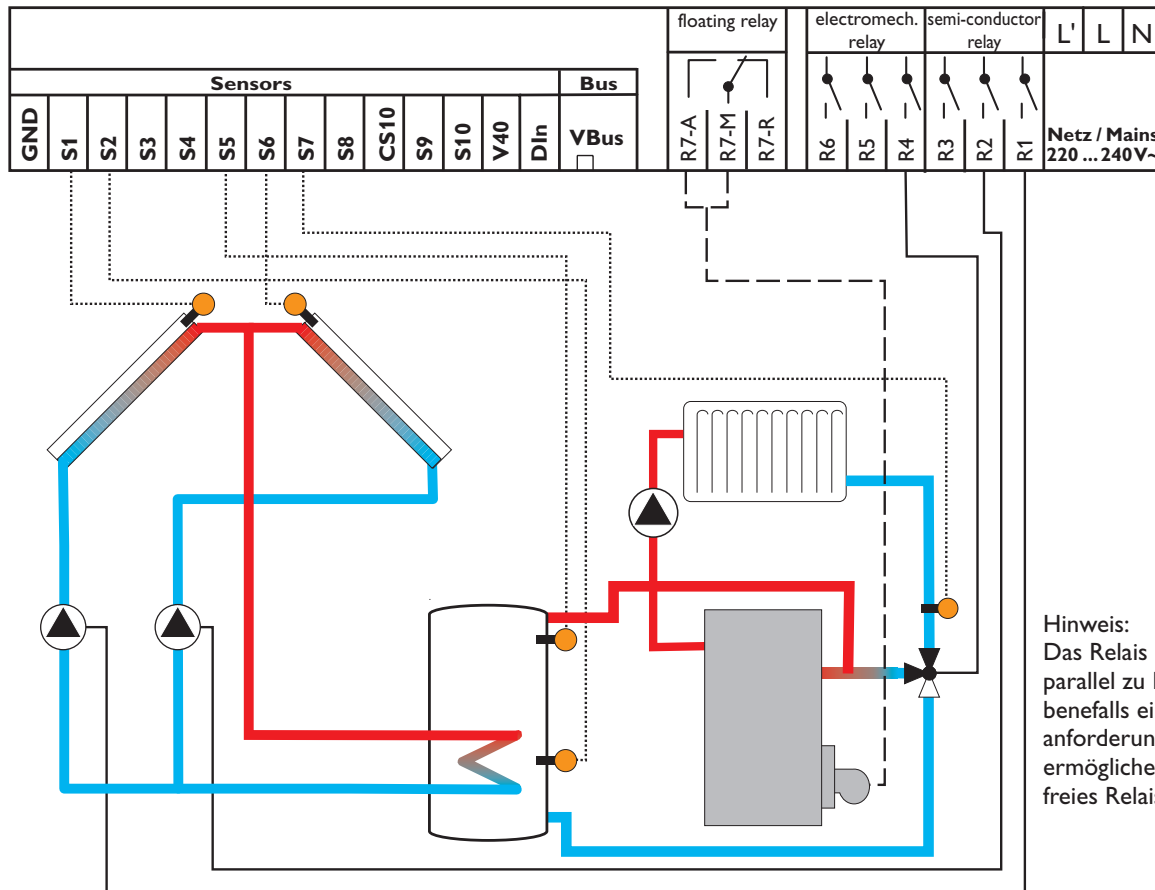 floating relay
electromech. relay
semi-conductor relay
L' L N
Sensors
Bus
GND S1 S2 S3 S4 S5 S6 S7 S8 CS10 S9 S10 V40 DIn
VBus
R7-A R7-M R7-R
R6 R5 R4 R3 R2 R1
Netz / Mains
220 ... 240 V~
Hinweis:
Das Relais
parallel zu
benefalls
anforderun
ermögliche
freies Relais